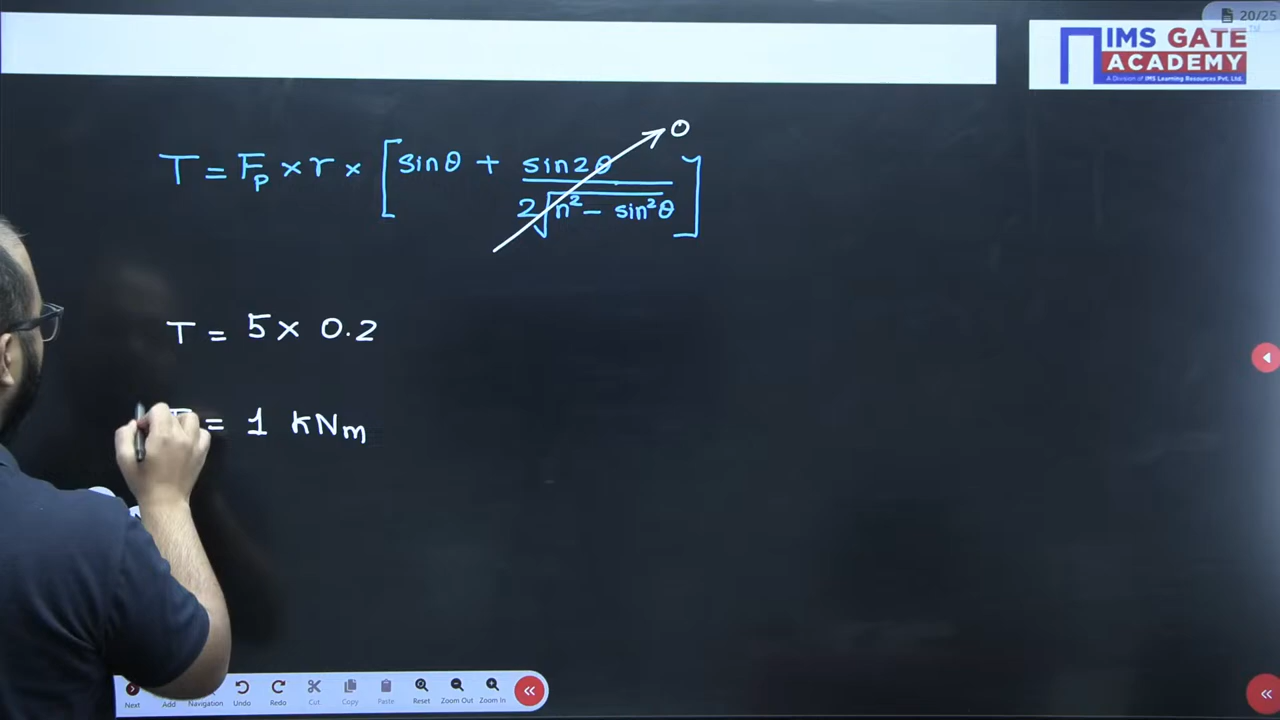 20/25
IMS GATE
ACADEMY
TM
A Division of IMS Learning Resources Pvt. Ltd.
T = Fp × r × [sinθ + sin2θ / 2√n² − sin²θ] → 0
T = 5 × 0.2
T = 1 kNm
Next Add Navigation Undo Redo Cut Copy Paste Reset Zoom Out Zoom In